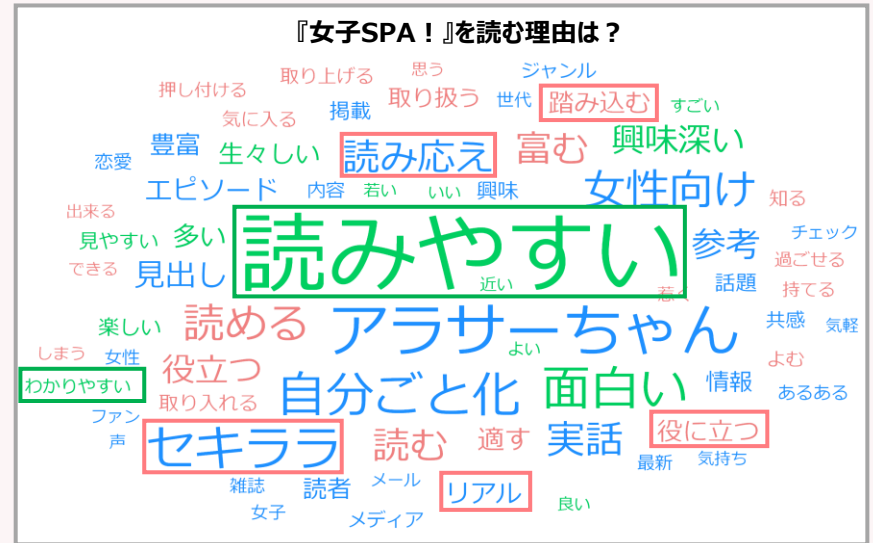 『女子SPA！』を読む理由は？
押し付ける 取り上げる 思う ジャンル
気に入る 掲載 取り扱う 世代 踏み込む すごい
恋愛 豊富 生々しい 読み応え 富む 興味深い
エピソード 内容 若い いい 興味 女性向け 知る
出来る
見やすい 多い 読みやすい 参考 チェック
できる 見出し 近い 話題 過ごせる
惹く 持てる
楽しい 読める アラサーちゃん 共感 気軽
しまう 女性 役立つ よい よむ
わかりやすい 取り入れる 自分ごと化 面白い 情報 あるある
ファン
声 セキララ 読む 適す 実話 役に立つ
最新 気持ち
雑誌 読者 メール リアル 良い
女子 メディア